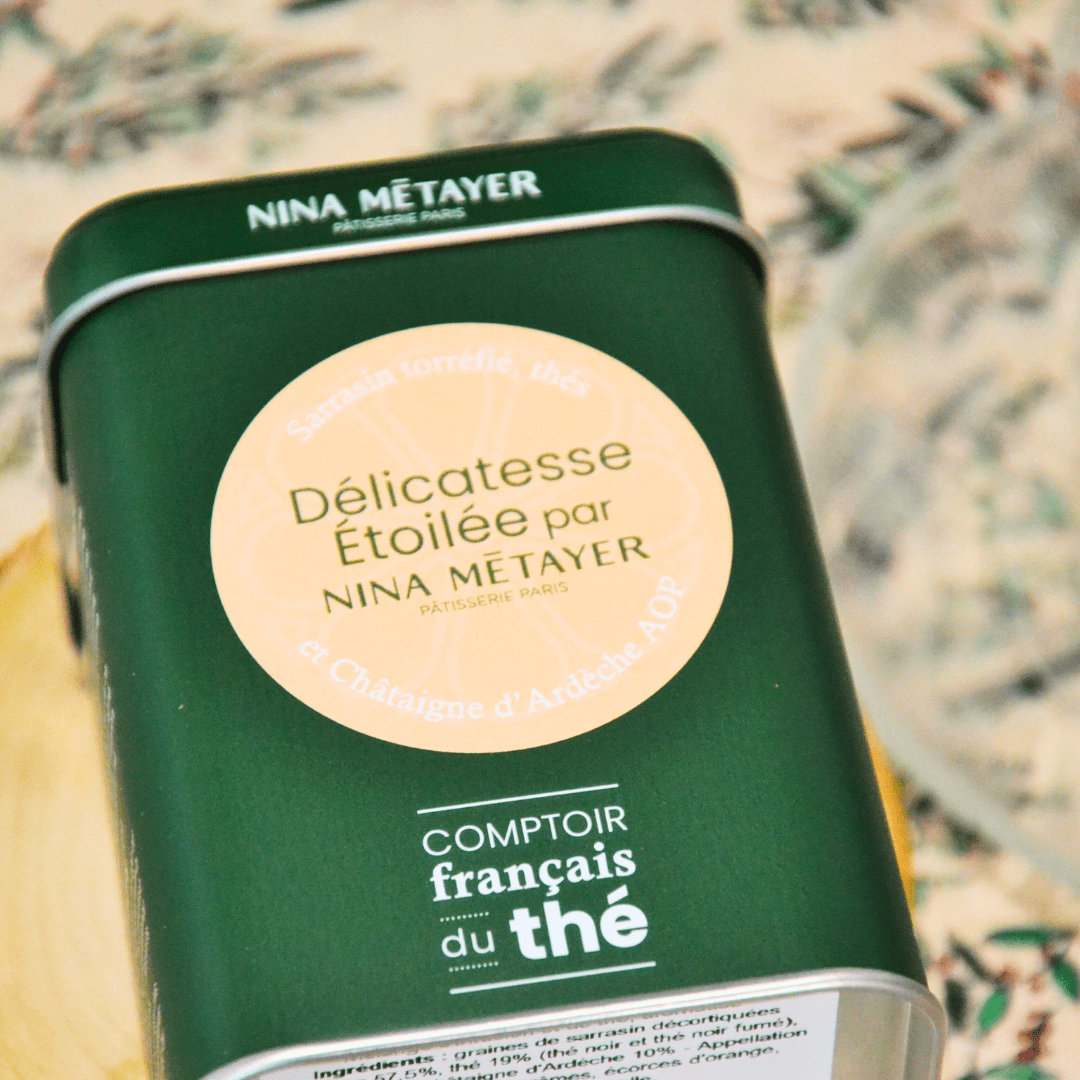 NINA MĒTAYER
PÂTISSERIE PARIS
Sarrasin torréfié, thés
Délicatesse
Étoilée par
NINA MĒTAYER
PÂTISSERIE PARIS
et Châtaigne d'Ardèche AOP
COMPTOIR
français
du thé
Ingrédients : graines de sarrasin décortiquées
57,5%, thé 19% (thé noir et thé noir fumé),
d'Ardèche 10% - Appellation
écorces d'orange,